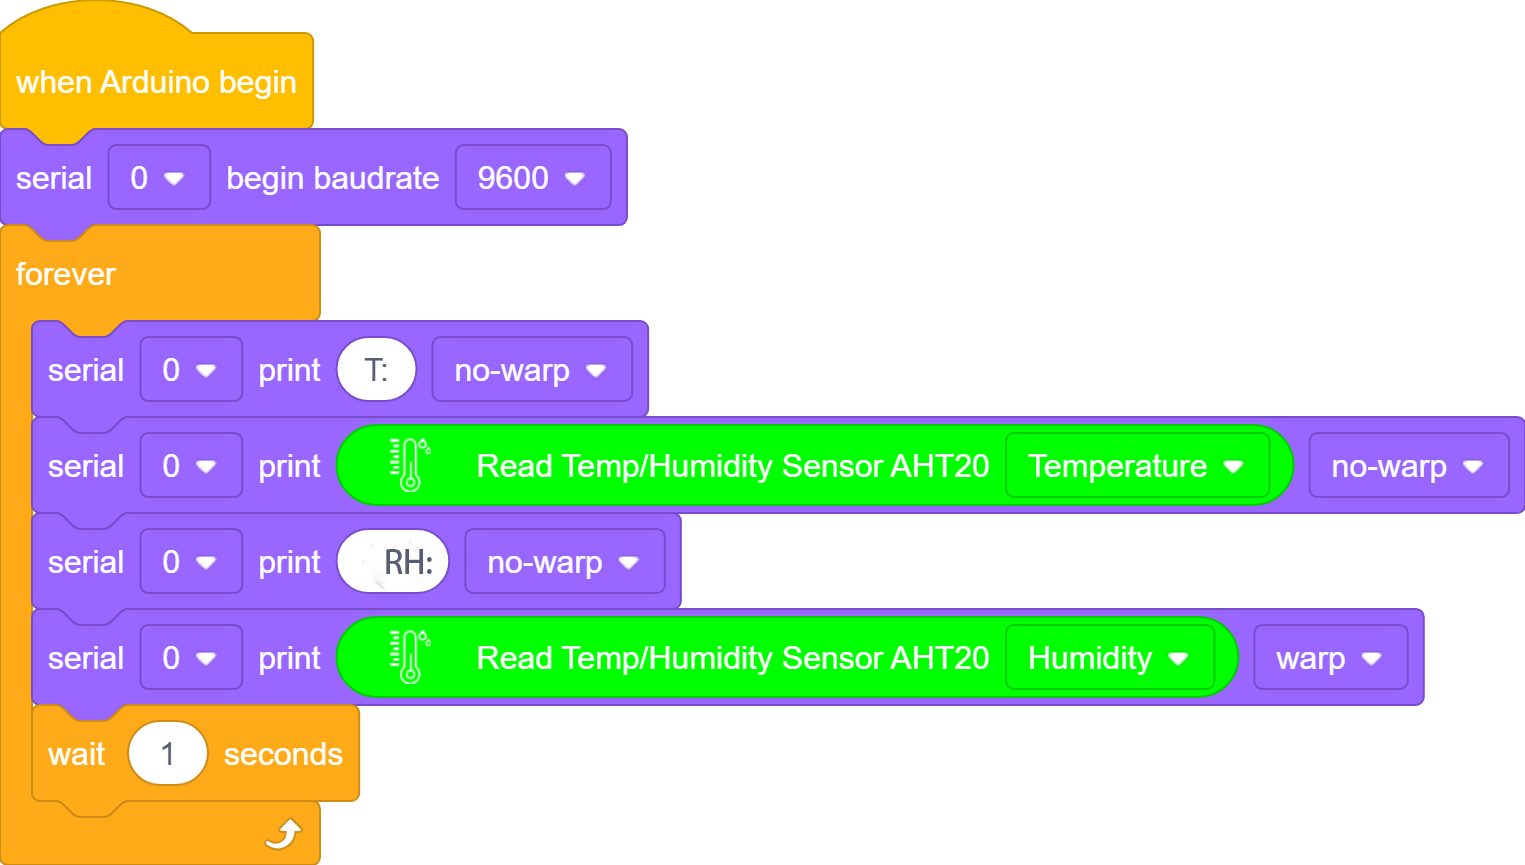 when Arduino begin
serial 0 begin baudrate 9600
forever
serial 0 print T: no-warp
serial 0 print Read Temp/Humidity Sensor AHT20 Temperature no-warp
serial 0 print RH: no-warp
serial 0 print Read Temp/Humidity Sensor AHT20 Humidity warp
wait 1 seconds